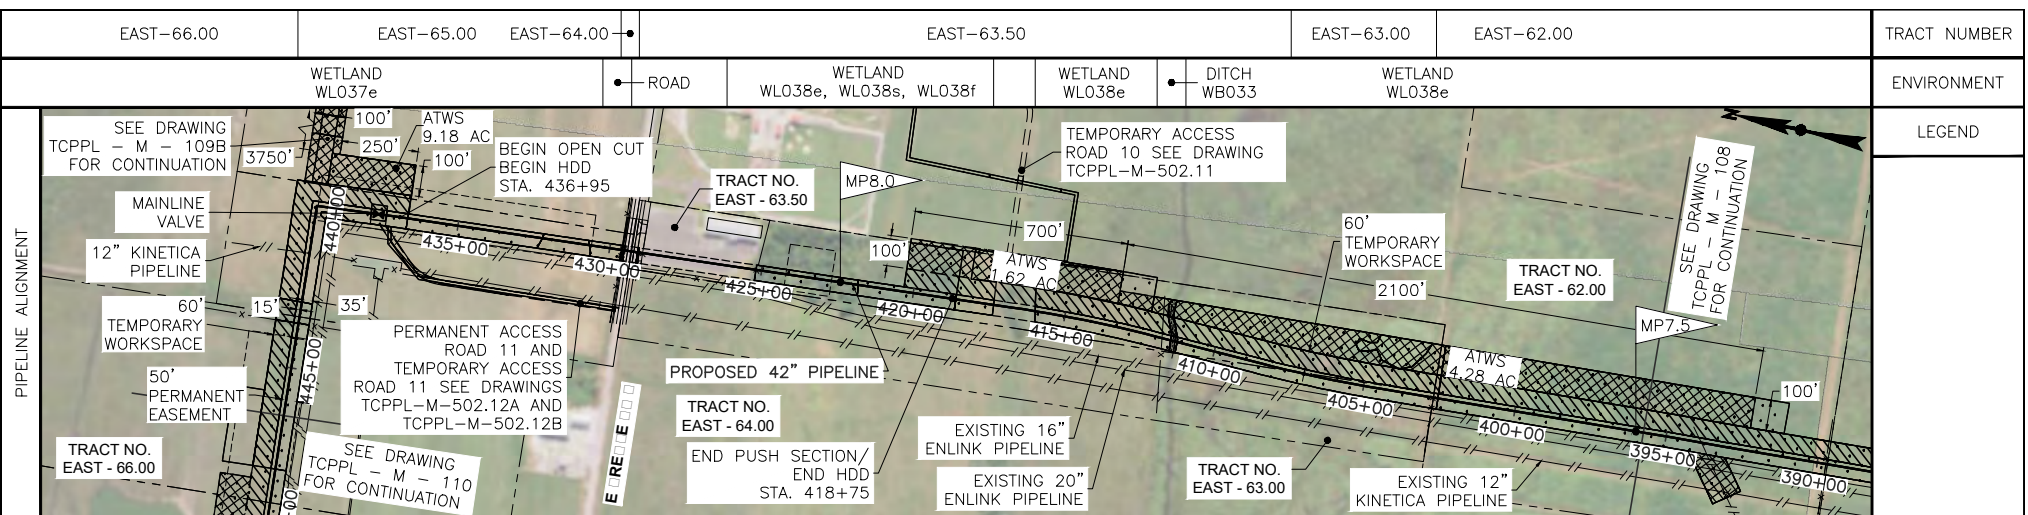 EAST-66.00
EAST-65.00
EAST-64.00
EAST-63.50
EAST-63.00
EAST-62.00
TRACT NUMBER
WETLAND
WL037e
ROAD
WETLAND
WL038e, WL038s, WL038f
WETLAND
WL038e
DITCH
WB033
WETLAND
WL038e
ENVIRONMENT
LEGEND
PIPELINE ALIGNMENT
SEE DRAWING
TCPPL - M - 109B
FOR CONTINUATION
3750'
100'
250'
100'
ATWS
9.18 AC
BEGIN OPEN CUT
BEGIN HDD
STA. 436+95
MAINLINE
VALVE
12" KINETICA
PIPELINE
60'
TEMPORARY
WORKSPACE
15'
35'
50'
PERMANENT
EASEMENT
TRACT NO.
EAST - 66.00
SEE DRAWING
TCPPL - M - 110
FOR CONTINUATION
PERMANENT ACCESS
ROAD 11 AND
TEMPORARY ACCESS
ROAD 11 SEE DRAWINGS
TCPPL-M-502.12A AND
TCPPL-M-502.12B
445+00
440+00
435+00
430+00
425+00
420+00
415+00
410+00
405+00
400+00
395+00
390+00
TRACT NO.
EAST - 63.50
MP8.0
TEMPORARY ACCESS
ROAD 10 SEE DRAWING
TCPPL-M-502.11
100'
700'
ATWS
1.62 AC
60'
TEMPORARY
WORKSPACE
2100'
TRACT NO.
EAST - 62.00
SEE DRAWING
TCPPL - M - 108
FOR CONTINUATION
N
MP7.5
ATWS
4.28 AC
100'
PROPOSED 42" PIPELINE
TRACT NO.
EAST - 64.00
END PUSH SECTION/
END HDD
STA. 418+75
EXISTING 16"
ENLINK PIPELINE
EXISTING 20"
ENLINK PIPELINE
TRACT NO.
EAST - 63.00
EXISTING 12"
KINETICA PIPELINE